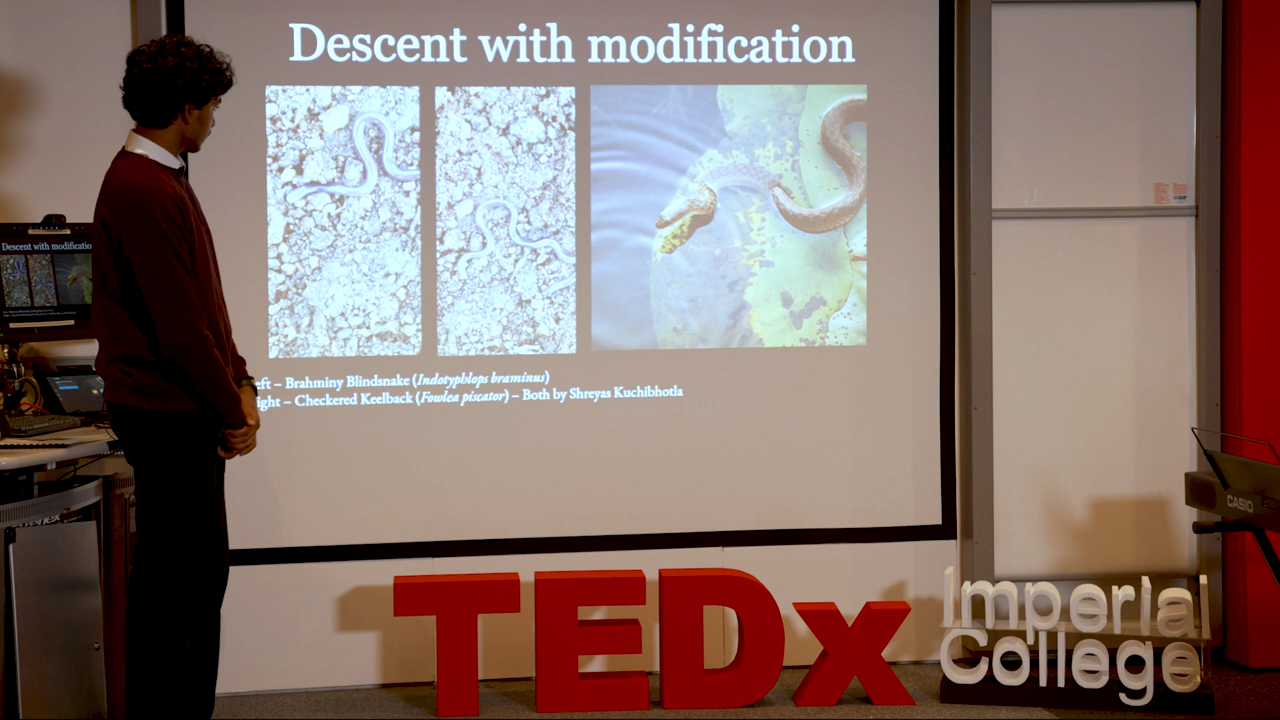 Descent with modification
eft – Brahminy Blindsnake (Indotyphlops braminus)
ight – Checkered Keelback (Fowlea piscator) – Both by Shreyas Kuchibhotla
Descent with modificatio
TEDx
Imperial
College
CASIO